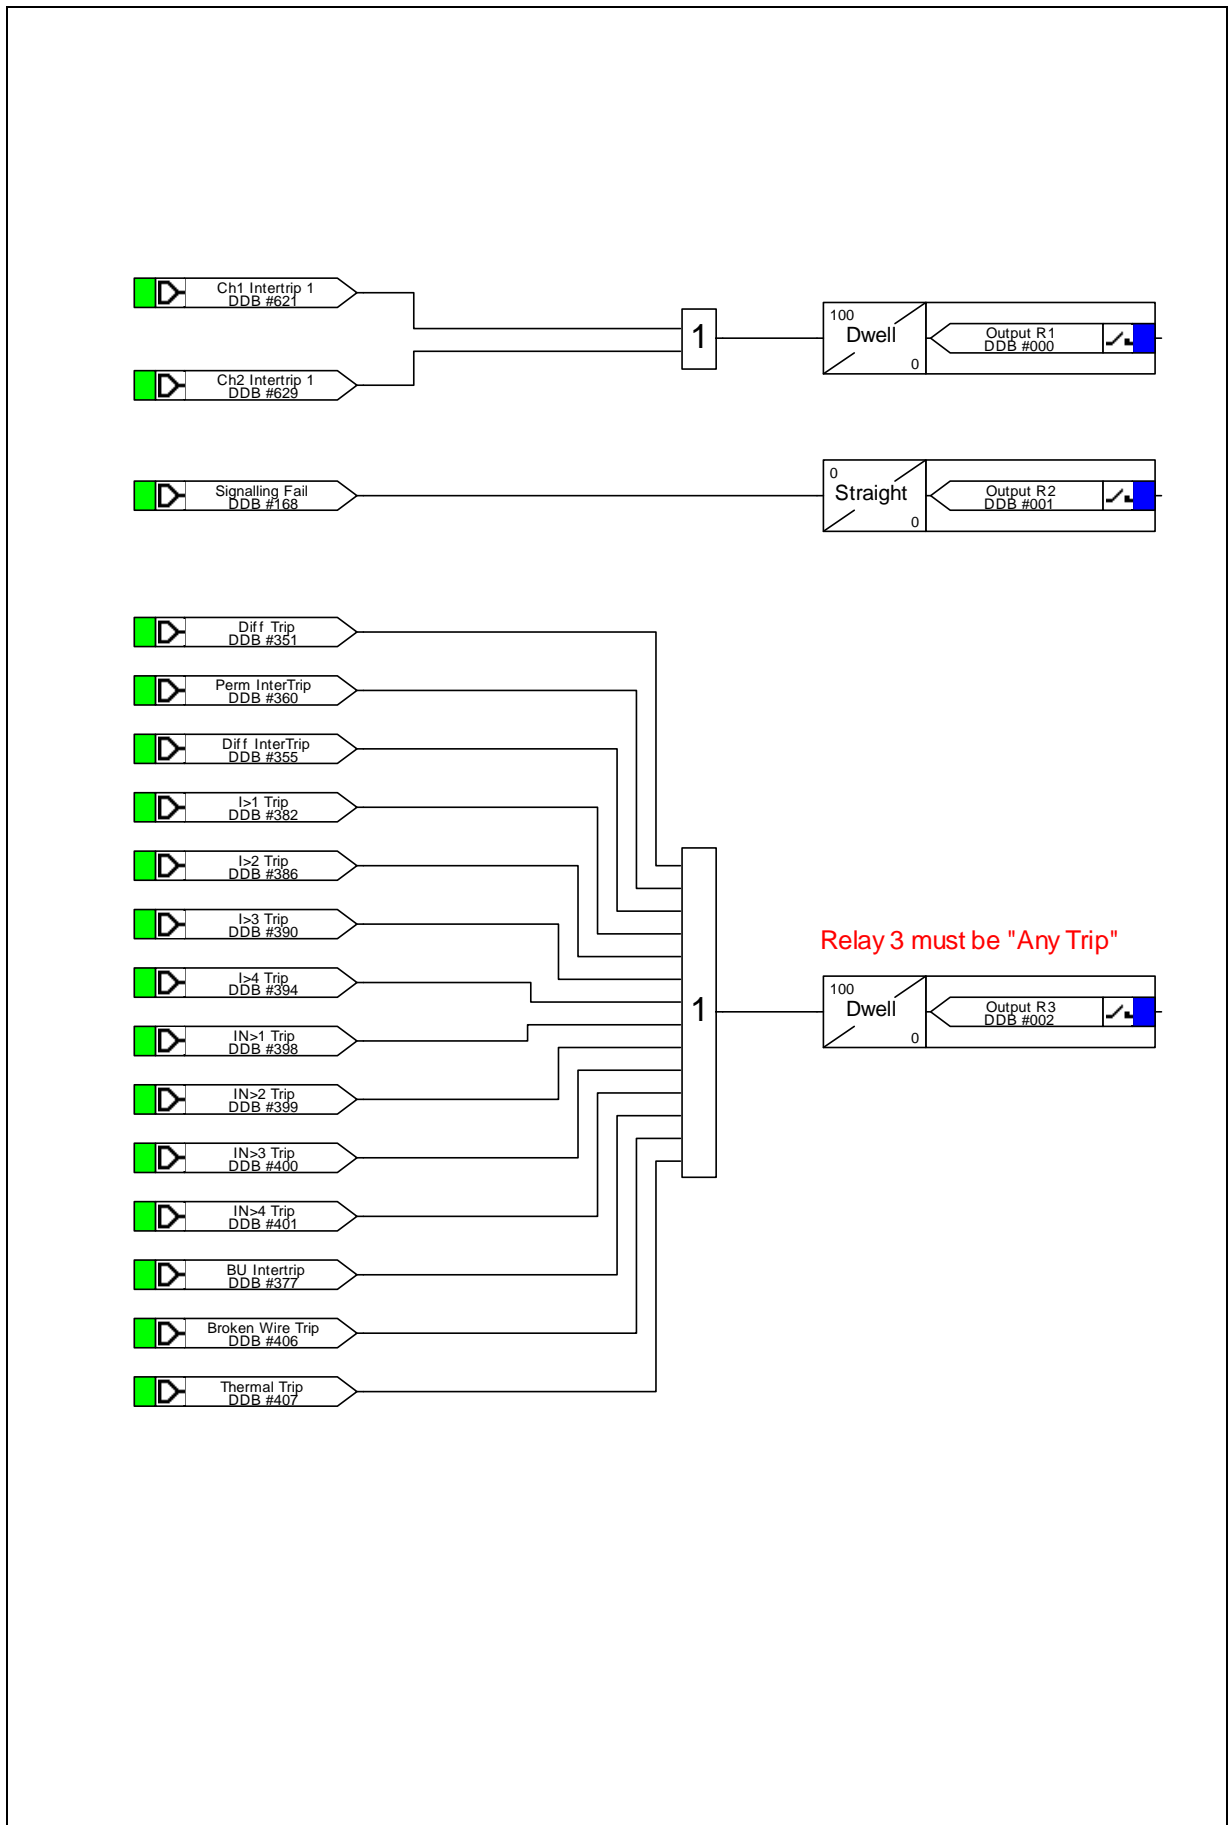 Ch1 Intertrip 1
DDB #621
1
100
Dwell
0
Output R1
DDB #000
Ch2 Intertrip 1
DDB #629
Signalling Fail
DDB #168
0
Straight
0
Output R2
DDB #001
Diff Trip
DDB #351
Perm InterTrip
DDB #360
Diff InterTrip
DDB #355
I>1 Trip
DDB #382
I>2 Trip
DDB #386
I>3 Trip
DDB #390
I>4 Trip
DDB #394
IN>1 Trip
DDB #398
IN>2 Trip
DDB #399
IN>3 Trip
DDB #400
IN>4 Trip
DDB #401
BU Intertrip
DDB #377
Broken Wire Trip
DDB #406
Thermal Trip
DDB #407
1
Relay 3 must be "Any Trip"
100
Dwell
0
Output R3
DDB #002